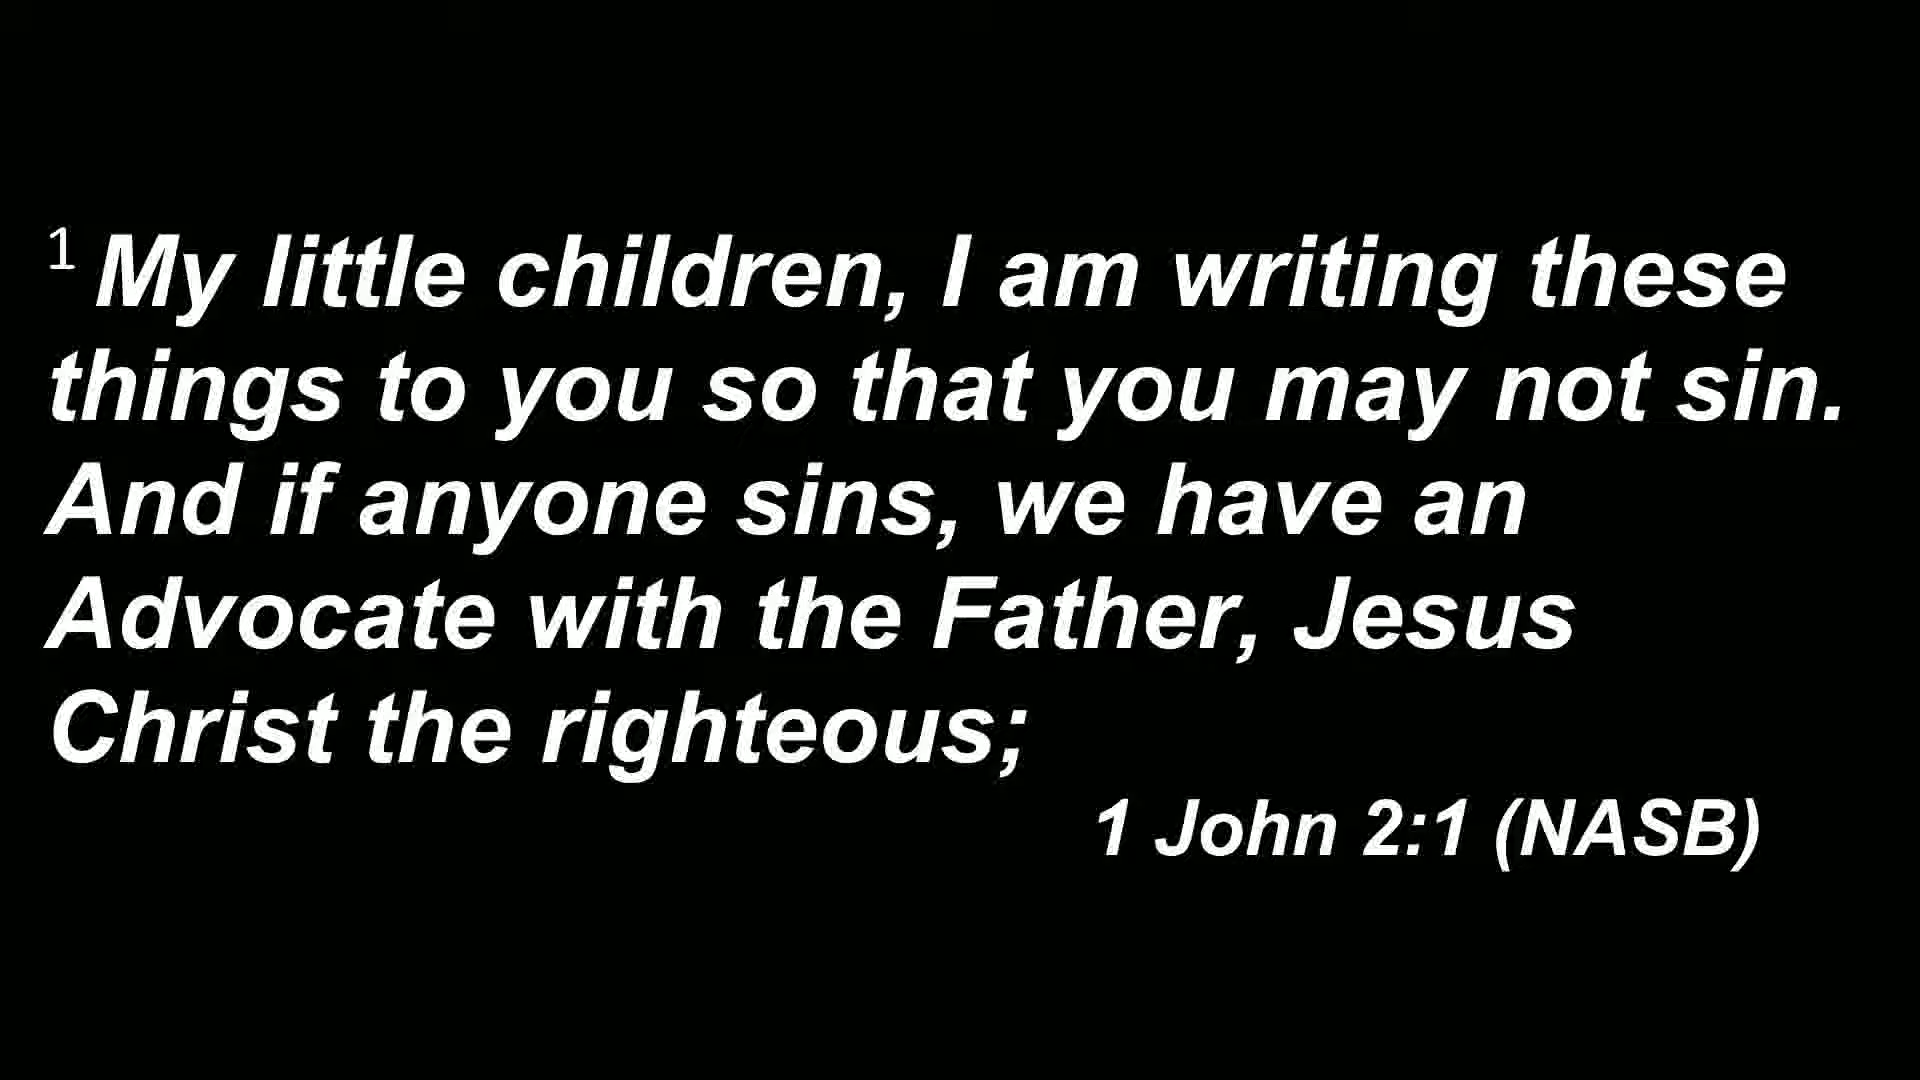 1 My little children, I am writing these
things to you so that you may not sin.
And if anyone sins, we have an
Advocate with the Father, Jesus
Christ the righteous;
1 John 2:1 (NASB)